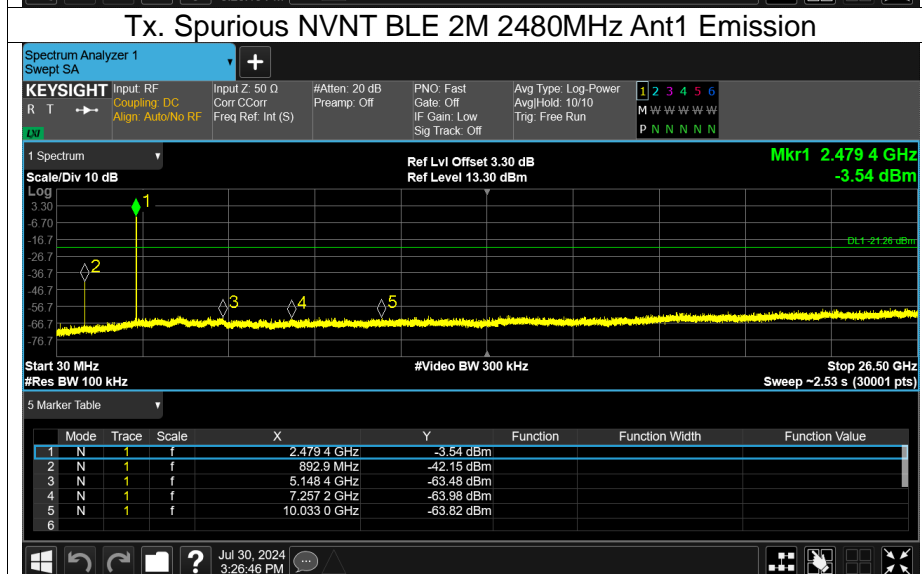 Tx. Spurious NVNT BLE 2M 2480MHz Ant1 Emission
Spectrum Analyzer 1
Swept SA
+
KEYSIGHT Input: RF Input Z: 50 Ω #Atten: 20 dB PNO: Fast Avg Type: Log-Power 1 2 3 4 5 6
R T Coupling: DC Corr CCorr Preamp: Off Gate: Off Avg|Hold: 10/10 M W W W W W
Align: Auto/No RF Freq Ref: Int (S) IF Gain: Low Trig: Free Run
LXI Sig Track: Off P N N N N N
1 Spectrum Ref Lvl Offset 3.30 dB Mkr1 2.479 4 GHz
Scale/Div 10 dB Ref Level 13.30 dBm -3.54 dBm
Log
3.30
-6.70
-16.7
-26.7
-36.7
-46.7
-56.7
-66.7
-76.7
1
DL1 -21.26 dBm
2
3
4
5
Start 30 MHz #Video BW 300 kHz Stop 26.50 GHz
#Res BW 100 kHz Sweep ~2.53 s (30001 pts)
5 Marker Table
Mode Trace Scale X Y Function Function Width Function Value
1 N 1 f 2.479 4 GHz -3.54 dBm
2 N 1 f 892.9 MHz -42.15 dBm
3 N 1 f 5.148 4 GHz -63.48 dBm
4 N 1 f 7.257 2 GHz -63.98 dBm
5 N 1 f 10.033 0 GHz -63.82 dBm
6
? Jul 30, 2024
3:26:46 PM